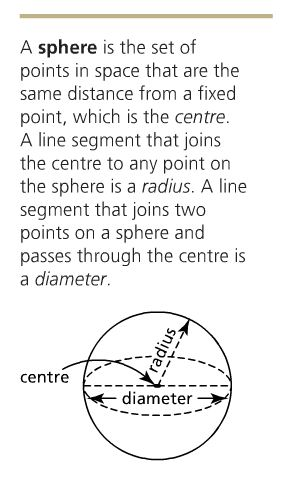 A sphere is the set of
points in space that are the
same distance from a fixed
point, which is the centre.
A line segment that joins
the centre to any point on
the sphere is a radius. A line
segment that joins two
points on a sphere and
passes through the centre is
a diameter.
radius
centre
diameter